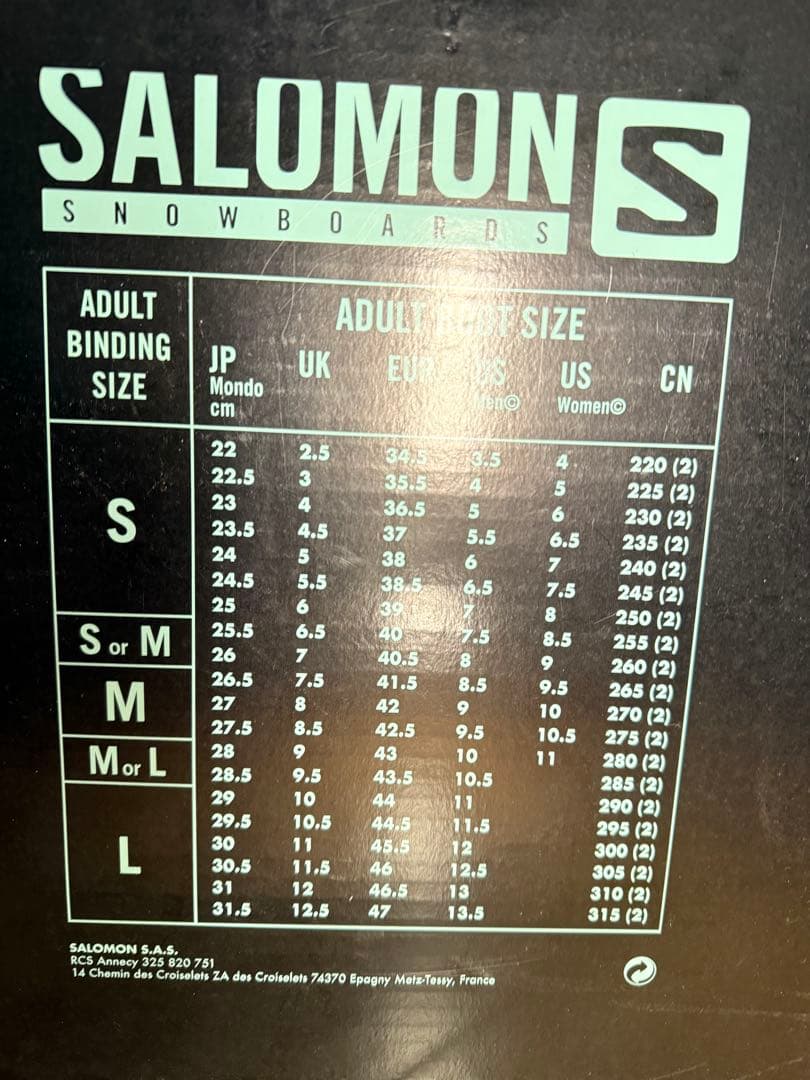 SALOMON
SNOWBOARDS
ADULT BINDING SIZE
ADULT BOOT SIZE
JP Mondo cm UK EUR US Men© US Women© CN
S
22 2.5 34.5 3.5 4 220 (2)
22.5 3 35.5 4 5 225 (2)
23 4 36.5 5 6 230 (2)
23.5 4.5 37 5.5 6.5 235 (2)
24 5 38 6 7 240 (2)
24.5 5.5 38.5 6.5 7.5 245 (2)
25 6 39 7 8 250 (2)
S or M
25.5 6.5 40 7.5 8.5 255 (2)
26 7 40.5 8 9 260 (2)
M
26.5 7.5 41.5 8.5 9.5 265 (2)
27 8 42 9 10 270 (2)
27.5 8.5 42.5 9.5 10.5 275 (2)
M or L
28 9 43 10 11 280 (2)
28.5 9.5 43.5 10.5 285 (2)
L
29 10 44 11 290 (2)
29.5 10.5 44.5 11.5 295 (2)
30 11 45.5 12 300 (2)
30.5 11.5 46 12.5 305 (2)
31 12 46.5 13 310 (2)
31.5 12.5 47 13.5 315 (2)
SALOMON S.A.S.
RCS Annecy 325 820 751
14 Chemin des Croiselets ZA des Croiselets 74370 Epagny Metz-Tessy, France